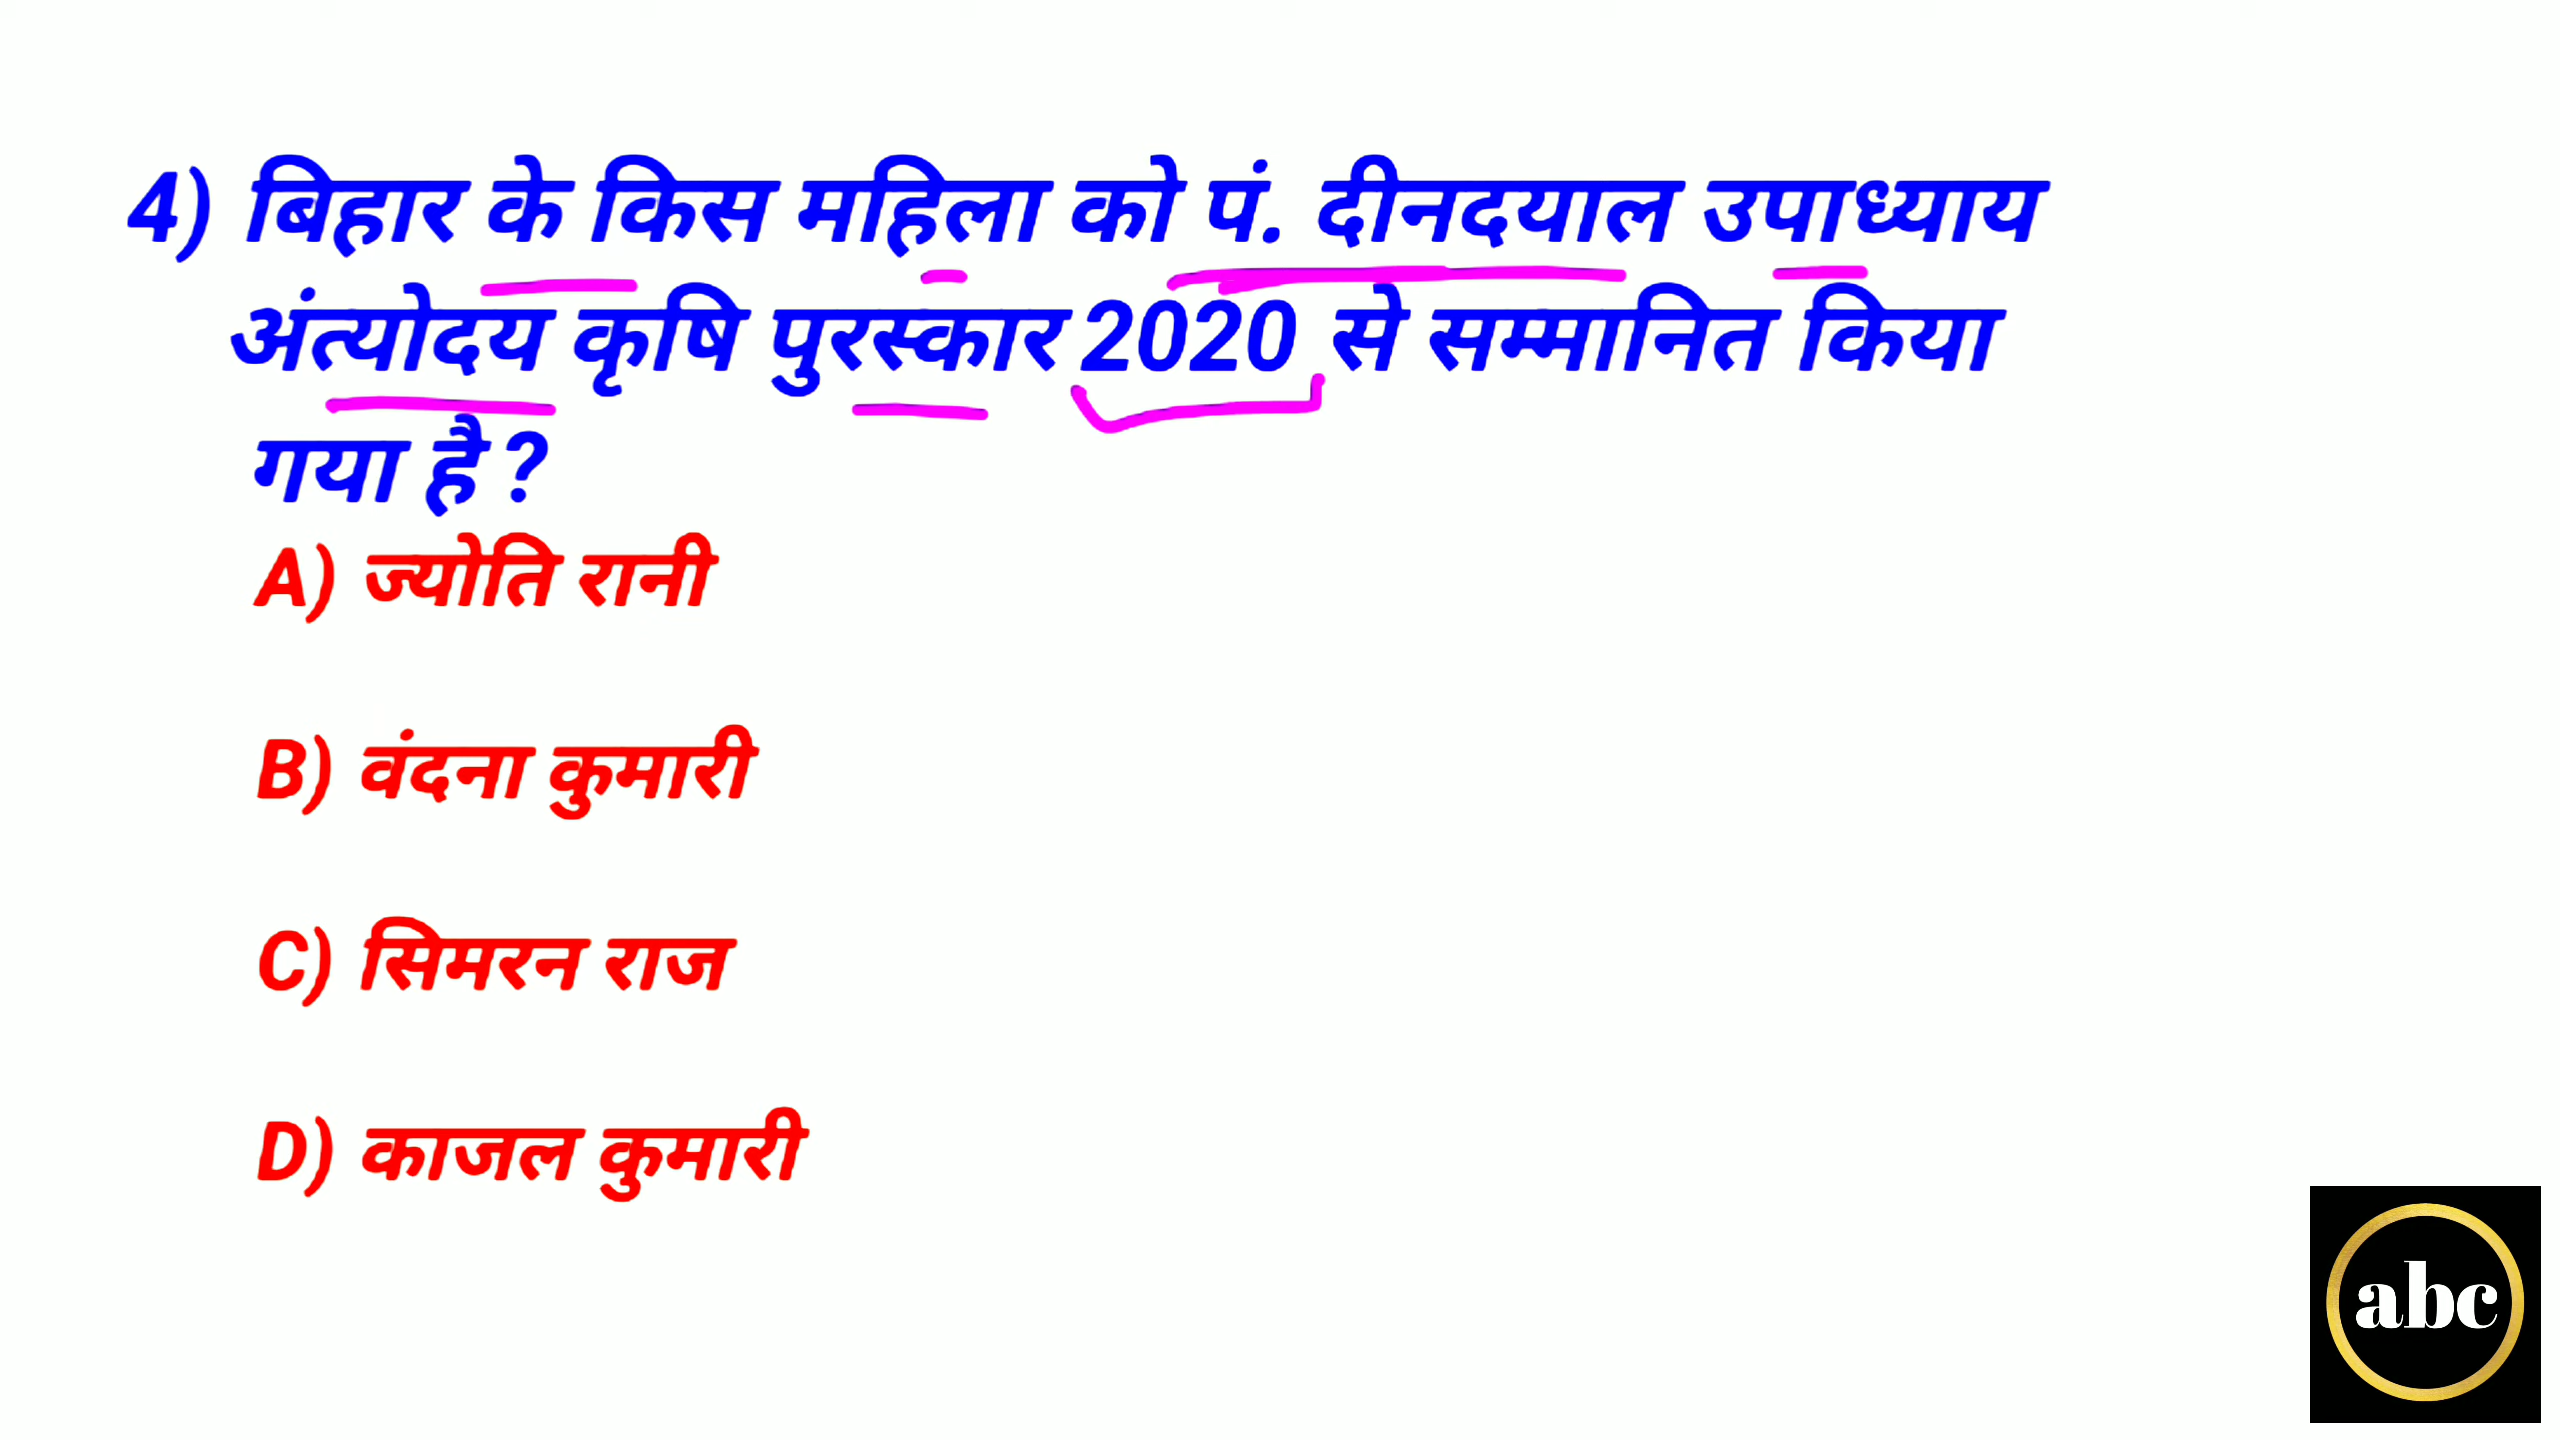 4) बिहार के किस महिला को पं. दीनदयाल उपाध्याय
अंत्योदय कृषि पुरस्कार 2020 से सम्मानित किया
गया है ?
A) ज्योति रानी
B) वंदना कुमारी
C) सिमरन राज
D) काजल कुमारी
abc